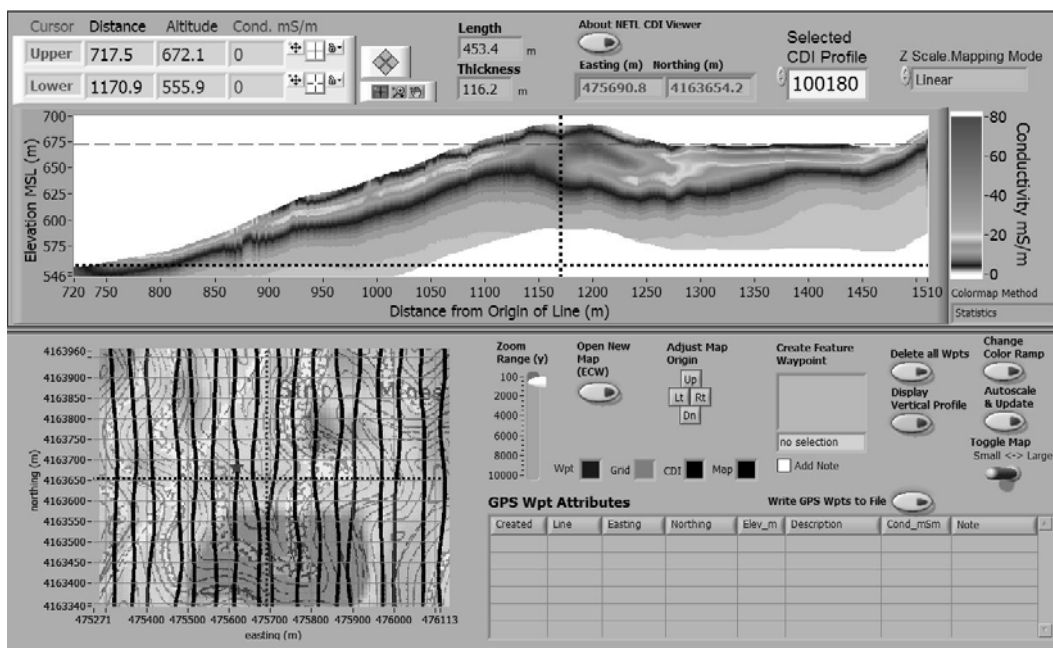 Cursor Distance Altitude Cond. mS/m
Upper 717.5 672.1 0
Lower 1170.9 555.9 0
Length
453.4 m
Thickness
116.2 m
About NETL CDI Viewer
Easting (m) Northing (m)
475690.8 4163654.2
Selected
CDI Profile
100180
Z Scale.Mapping Mode
Linear
Elevation MSL (m)
700
675
650
625
600
575
546
720 750 800 850 900 950 1000 1050 1100 1150 1200 1250 1300 1350 1400 1450 1510
Distance from Origin of Line (m)
80
60
40
20
0
Conductivity mS/m
Colormap Method
Statistics
northing (m)
4163960
4163900
4163850
4163800
4163750
4163700
4163650
4163550
4163500
4163450
4163400
4163340
475271 475400 475500 475600 475700 475800 475900 476000 476113
easting (m)
Mines
Zoom
Range (y)
100
2000
4000
6000
8000
10000
Open New
Map
(ECW)
Adjust Map
Origin
Up
Lt Rt
Dn
Wpt Grid CDI Map
Create Feature
Waypoint
no selection
Add Note
Delete all Wpts
Display
Vertical Profile
Change
Color Ramp
Autoscale
& Update
Toggle Map
Small <-> Large
GPS Wpt Attributes
Write GPS Wpts to File
Created Line Easting Northing Elev_m Description Cond_mSm Note